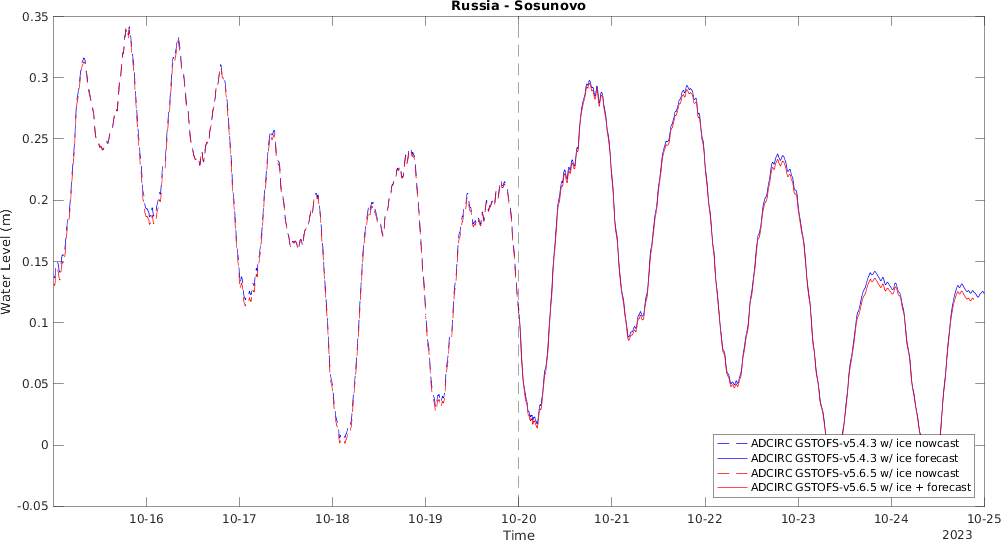 Russia - Sosunovo
0.35
0.3
0.25
0.2
0.15
0.1
0.05
0
-0.05
Water Level (m)
10-16 10-17 10-18 10-19 10-20 10-21 10-22 10-23 10-24 10-25
Time
2023
ADCIRC GSTOFS-v5.4.3 w/ ice nowcast
ADCIRC GSTOFS-v5.4.3 w/ ice forecast
ADCIRC GSTOFS-v5.6.5 w/ ice nowcast
ADCIRC GSTOFS-v5.6.5 w/ ice + forecast